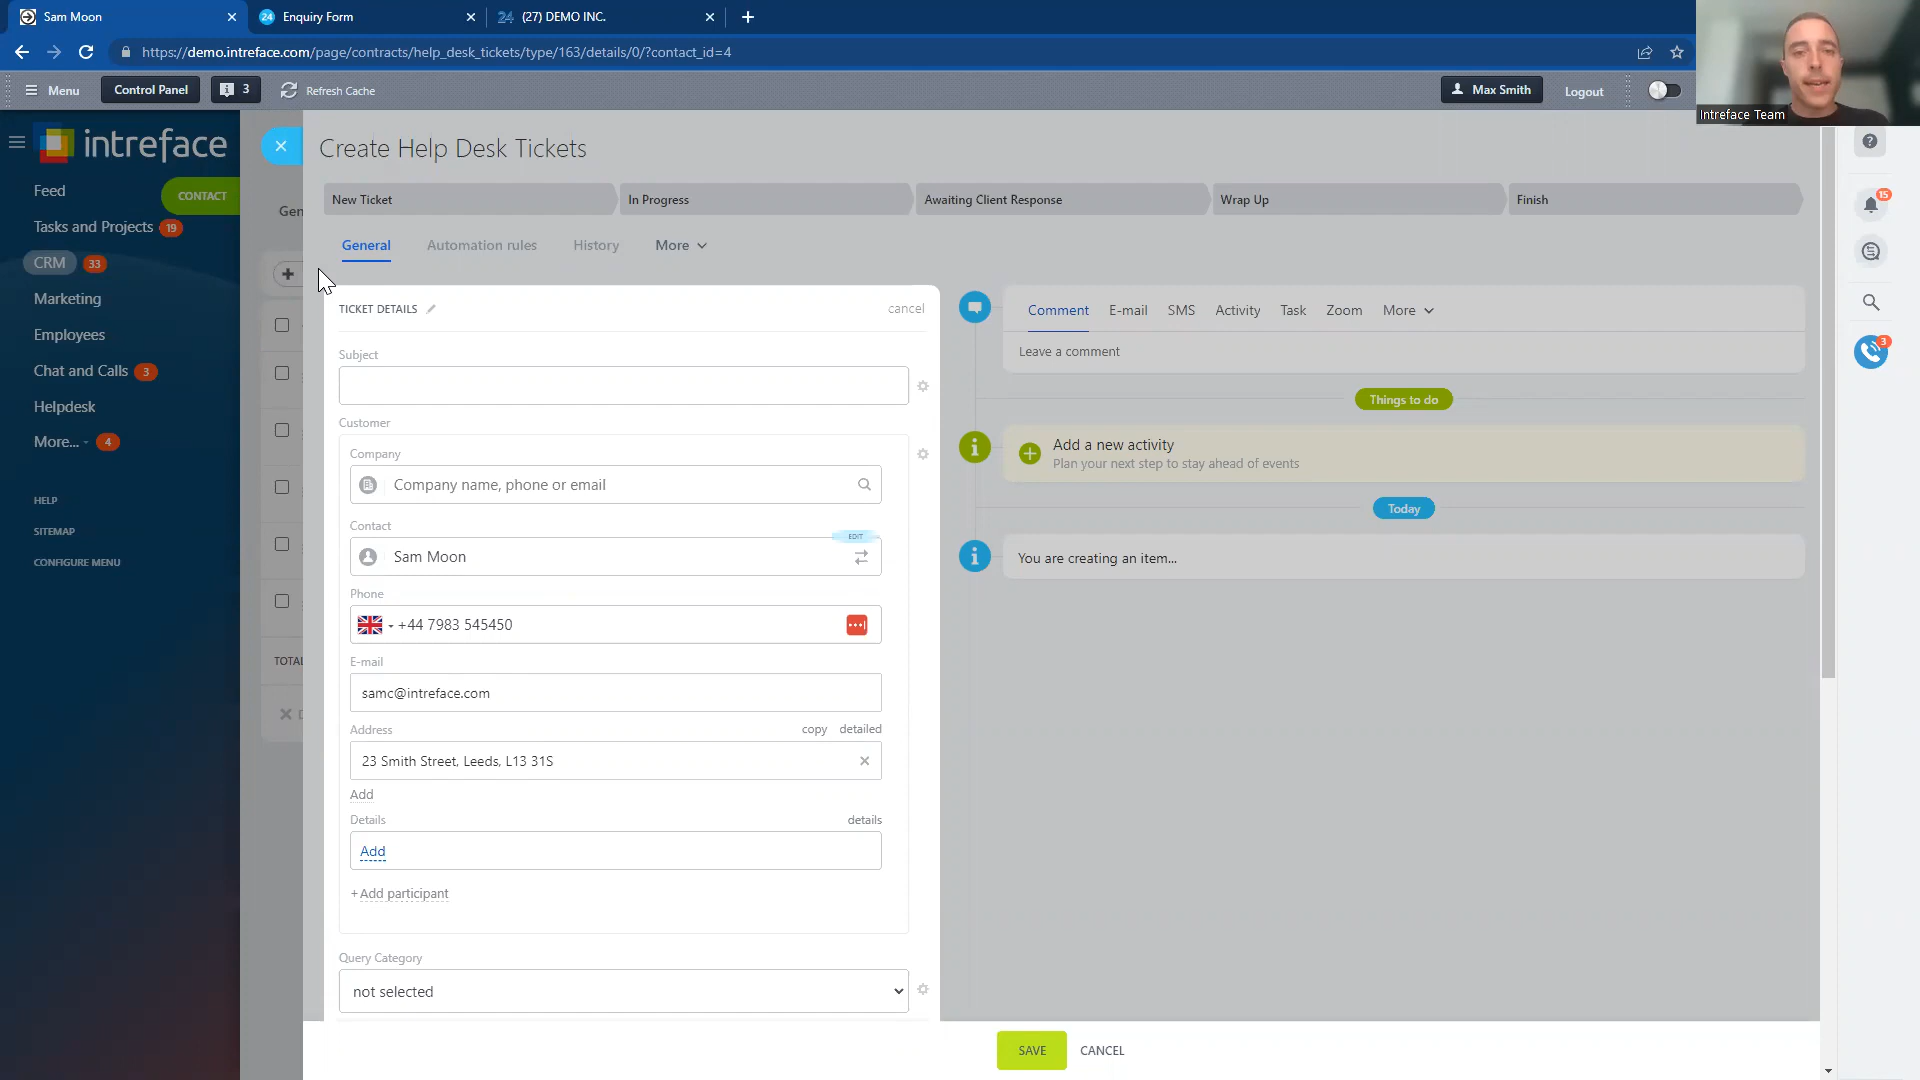 Sam Moon
Enquiry Form
(27) DEMO INC.
https://demo.intreface.com/page/contracts/help_desk_tickets/type/163/details/0/?contact_id=4
Menu
Control Panel
3
Refresh Cache
Max Smith
Logout
Intreface Team
intreface
Feed
CONTACT
Tasks and Projects 19
CRM 33
Marketing
Employees
Chat and Calls 3
Helpdesk
More... 4
HELP
SITEMAP
CONFIGURE MENU
Create Help Desk Tickets
New Ticket
In Progress
Awaiting Client Response
Wrap Up
Finish
General
Automation rules
History
More
TICKET DETAILS
cancel
Subject
Customer
Company
Company name, phone or email
Contact
EDIT
Sam Moon
Phone
+44 7983 545450
E-mail
samc@intreface.com
Address
copy
detailed
23 Smith Street, Leeds, L13 31S
Add
Details
details
Add
+ Add participant
Query Category
not selected
Comment
E-mail
SMS
Activity
Task
Zoom
More
Leave a comment
Things to do
Add a new activity
Plan your next step to stay ahead of events
Today
You are creating an item...
15
3
SAVE
CANCEL